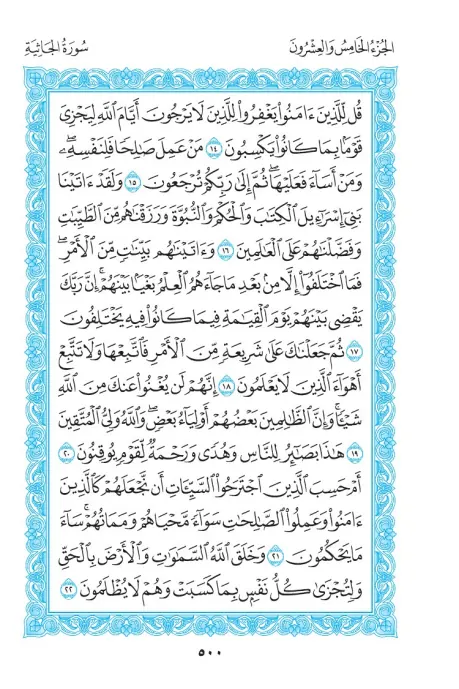 الجُزْءُ الخَامِسُ وَالعِشْرُونَ
سُورَةُ الجَاثِيَةِ
قُل لِّلَّذِينَ ءَامَنُواْ يَغْفِرُواْ لِلَّذِينَ لَا يَرْجُونَ أَيَّامَ ٱللَّهِ لِيَجْزِيَ
قَوْمَۢا بِمَا كَانُواْ يَكْسِبُونَ ١٤ مَنْ عَمِلَ صَٰلِحٗا فَلِنَفْسِهِۦۖ
وَمَنْ أَسَآءَ فَعَلَيْهَاۖ ثُمَّ إِلَىٰ رَبِّكُمْ تُرْجَعُونَ ١٥ وَلَقَدْ ءَاتَيْنَا
بَنِيٓ إِسْرَٰٓءِيلَ ٱلْكِتَٰبَ وَٱلْحُكْمَ وَٱلنُّبُوَّةَ وَرَزَقْنَٰهُم مِّنَ ٱلطَّيِّبَٰتِ
وَفَضَّلْنَٰهُمْ عَلَى ٱلْعَٰلَمِينَ ١٦ وَءَاتَيْنَٰهُم بَيِّنَٰتٖ مِّنَ ٱلْأَمْرِۖ
فَمَا ٱخْتَلَفُوٓاْ إِلَّا مِنۢ بَعْدِ مَا جَآءَهُمُ ٱلْعِلْمُ بَغْيَۢا بَيْنَهُمْۚ إِنَّ رَبَّكَ
يَقْضِي بَيْنَهُمْ يَوْمَ ٱلْقِيَٰمَةِ فِيمَا كَانُواْ فِيهِ يَخْتَلِفُونَ
١٧ ثُمَّ جَعَلْنَٰكَ عَلَىٰ شَرِيعَةٖ مِّنَ ٱلْأَمْرِ فَٱتَّبِعْهَا وَلَا تَتَّبِعْ
أَهْوَآءَ ٱلَّذِينَ لَا يَعْلَمُونَ ١٨ إِنَّهُمْ لَن يُغْنُواْ عَنكَ مِنَ ٱللَّهِ
شَيْـٔٗاۚ وَإِنَّ ٱلظَّٰلِمِينَ بَعْضُهُمْ أَوْلِيَآءُ بَعْضٖۖ وَٱللَّهُ وَلِيُّ ٱلْمُتَّقِينَ
١٩ هَٰذَا بَصَٰٓئِرُ لِلنَّاسِ وَهُدٗى وَرَحْمَةٞ لِّقَوْمٖ يُوقِنُونَ ٢٠
أَمْ حَسِبَ ٱلَّذِينَ ٱجْتَرَحُواْ ٱلسَّيِّـَٔاتِ أَن نَّجْعَلَهُمْ كَٱلَّذِينَ
ءَامَنُواْ وَعَمِلُواْ ٱلصَّٰلِحَٰتِ سَوَآءٗ مَّحْيَاهُمْ وَمَمَاتُهُمْۚ سَآءَ
مَا يَحْكُمُونَ ٢١ وَخَلَقَ ٱللَّهُ ٱلسَّمَٰوَٰتِ وَٱلْأَرْضَ بِٱلْحَقِّ
وَلِتُجْزَىٰ كُلُّ نَفْسِۭ بِمَا كَسَبَتْ وَهُمْ لَا يُظْلَمُونَ ٢٢
٥٠٠